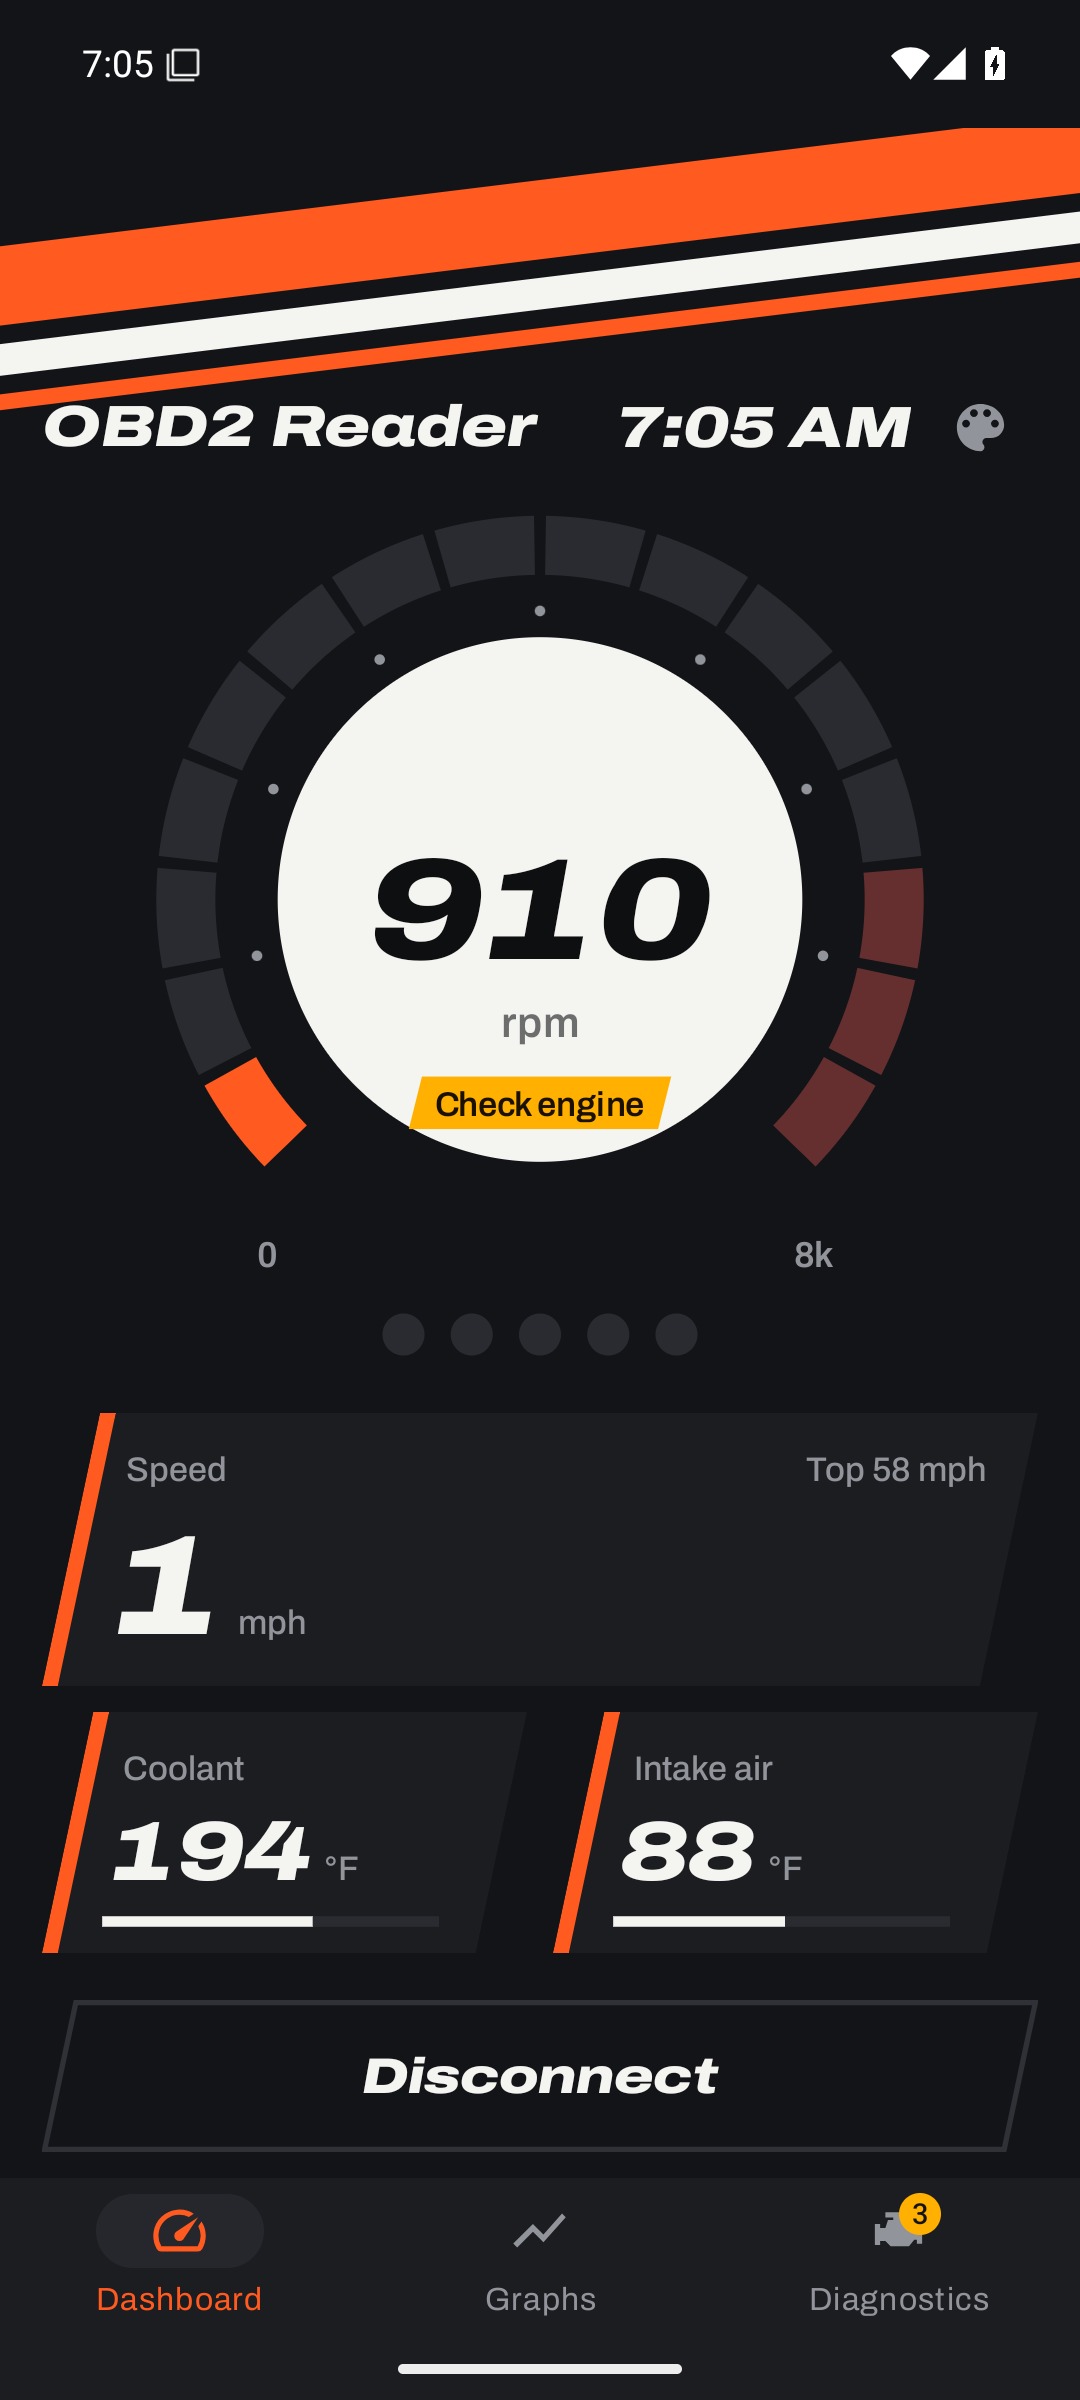 7:05
OBD2 Reader 7:05 AM
910
rpm
Check engine
0 8k
Speed Top 58 mph
1 mph
Coolant Intake air
194 °F 88 °F
Disconnect
3
Dashboard Graphs Diagnostics